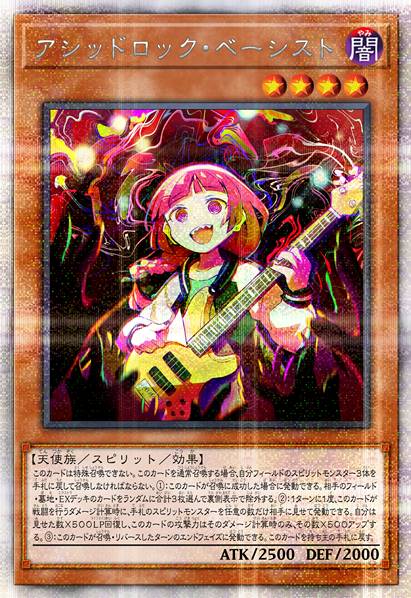 アシッドロック・ベーシスト
闇
やみ
【天使族／スピリット／効果】
このカードは特殊召喚できない。このカードを通常召喚する場合、自分フィールドのスピリットモンスター3体を
手札に戻して召喚しなければならない。①：このカードが召喚に成功した場合に発動できる。相手のフィールド
・墓地・EXデッキのカードをランダムに合計3枚選んで裏側表示で除外する。②：1ターンに1度、このカードが
戦闘を行うダメージ計算時に、手札のスピリットモンスターを任意の数だけ相手に見せて発動できる。自分は
見せた数×500LP回復し、このカードの攻撃力はそのダメージ計算時のみ、その数×500アップす
る。③：このカードが召喚・リバースしたターンのエンドフェイズに発動できる。このカードを持ち主の手札に戻す。
ATK/2500 DEF/2000